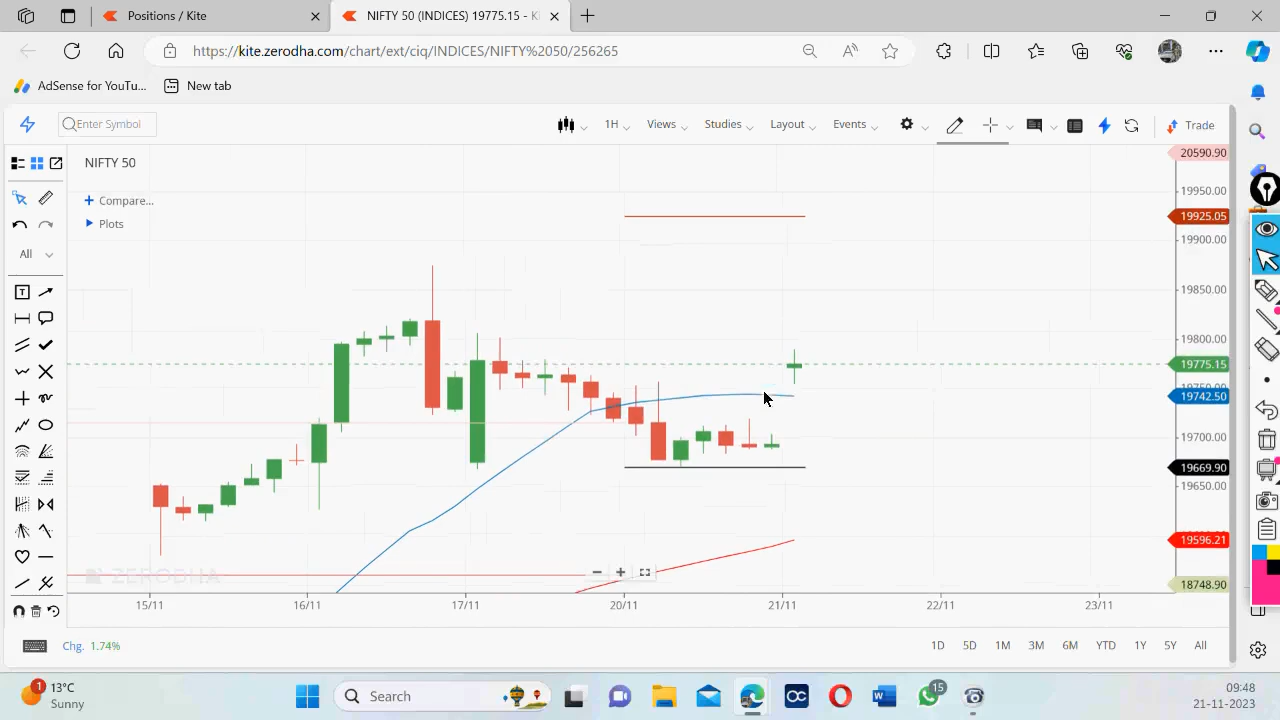 Positions / Kite
NIFTY 50 (INDICES) 19775.15 - Ki
https://kite.zerodha.com/chart/ext/ciq/INDICES/NIFTY%2050/256265
AdSense for YouTu...
New tab
Enter Symbol
1H
Views
Studies
Layout
Events
Trade
NIFTY 50
Compare...
Plots
All
20590.90
19950.00
19925.05
19900.00
19850.00
19800.00
19775.15
19750.00
19742.50
19700.00
19669.90
19650.00
19596.21
18748.90
ZERODHA
15/11
16/11
17/11
20/11
21/11
22/11
23/11
Chg. 1.74%
1D
5D
1M
3M
6M
YTD
1Y
5Y
All
1
13°C
Sunny
Search
15
09:48
21-11-2023